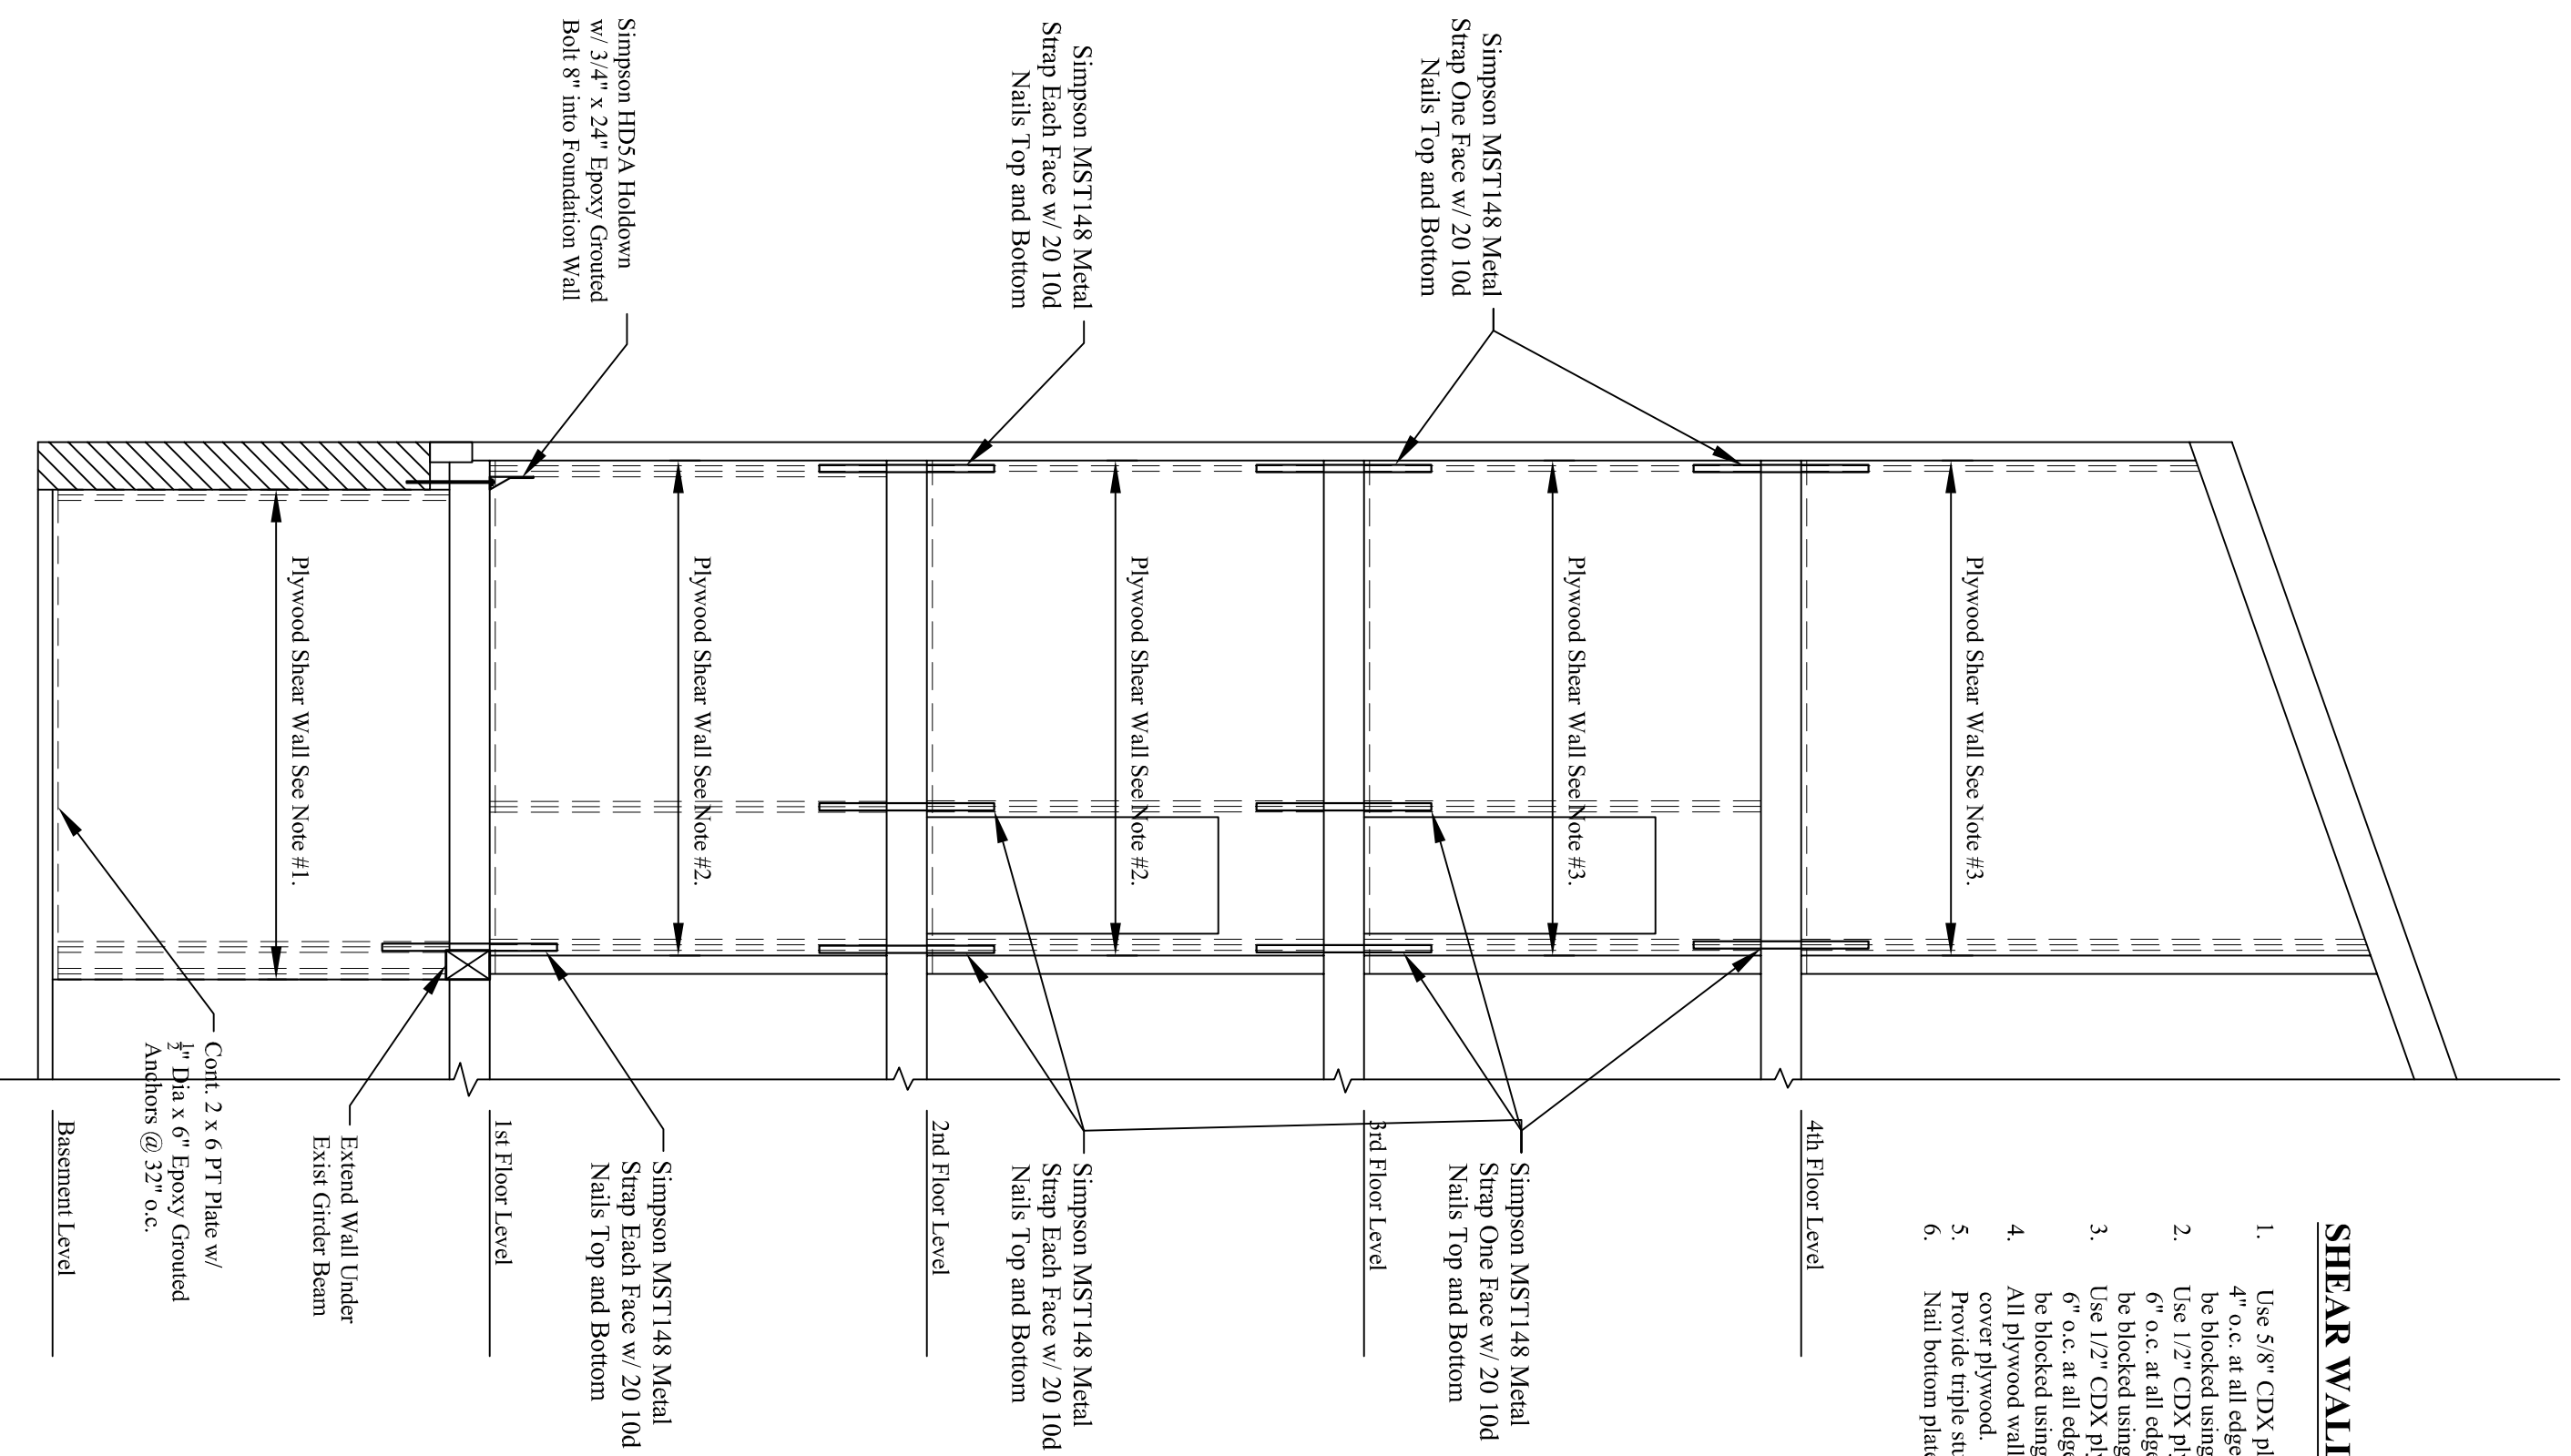 SHEAR WALL
1. Use 5/8" CDX
4" o.c. at all edge
be blocked using
2. Use 1/2" CDX
6" o.c. at all edge
be blocked using
3. Use 1/2" CDX
6" o.c. at all edge
be blocked using
4. All plywood wall
cover plywood.
5. Provide triple
6. Nail bottom plate
Simpson MST148 Metal
Strap One Face w/ 20 10d
Nails Top and Bottom
Simpson MST148 Metal
Strap Each Face w/ 20 10d
Nails Top and Bottom
Simpson HD5A Holdown
w/ 3/4" x 24" Epoxy Grouted
Bolt 8" into Foundation Wall
Plywood Shear Wall See Note #3.
Plywood Shear Wall See Note #3.
Plywood Shear Wall See Note #2.
Plywood Shear Wall See Note #2.
Plywood Shear Wall See Note #1.
4th Floor Level
Simpson MST148 Metal
Strap One Face w/ 20 10d
Nails Top and Bottom
3rd Floor Level
Simpson MST148 Metal
Strap Each Face w/ 20 10d
Nails Top and Bottom
2nd Floor Level
Simpson MST148 Metal
Strap Each Face w/ 20 10d
Nails Top and Bottom
1st Floor Level
Extend Wall Under
Exist Girder Beam
Cont. 2 x 6 PT Plate w/
½" Dia x 6" Epoxy Grouted
Anchors @ 32" o.c.
Basement Level